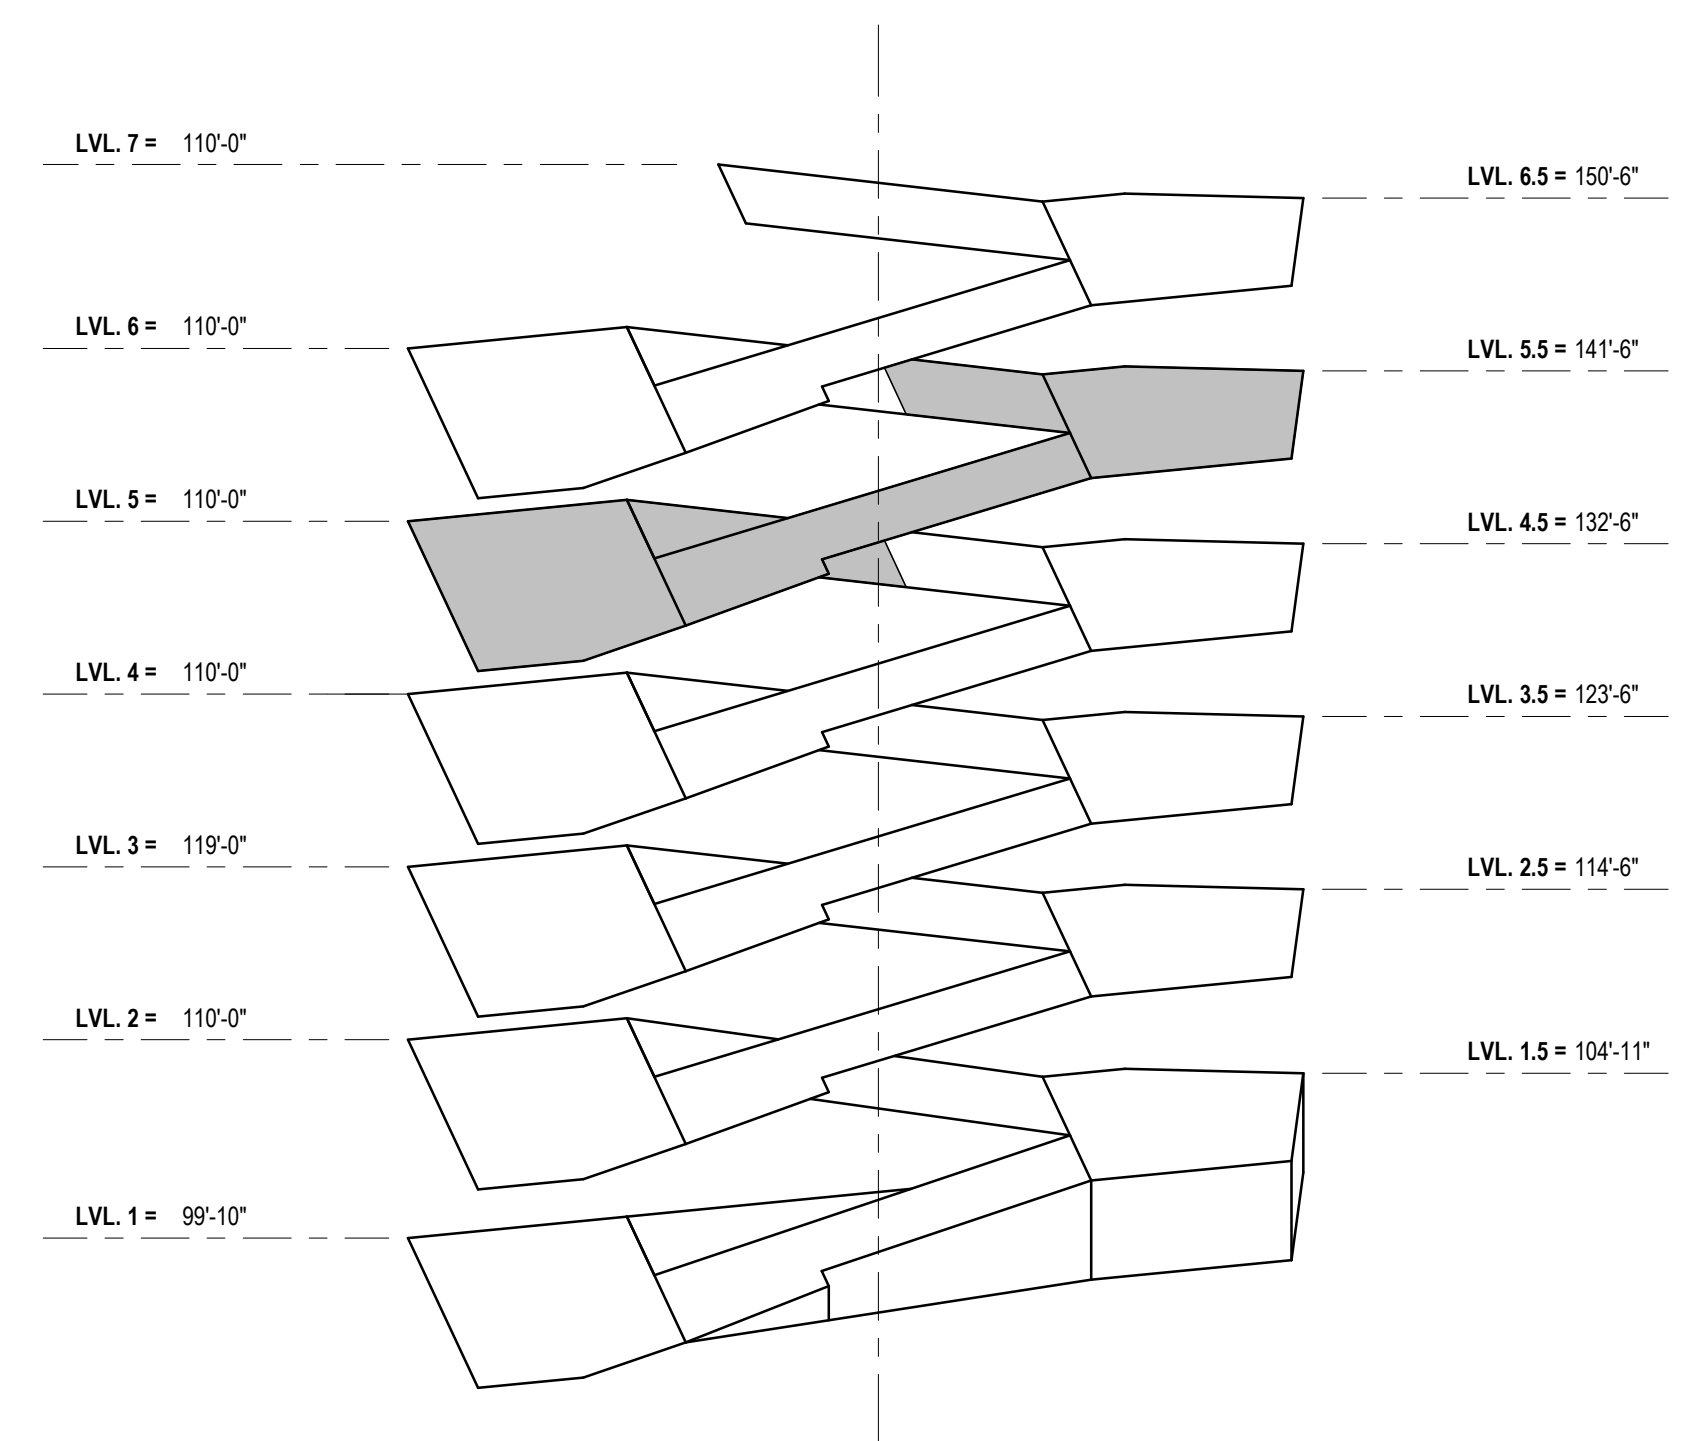 LVL. 7 = 110'-0"
LVL. 6.5 = 150'-6"
LVL. 6 = 110'-0"
LVL. 5.5 = 141'-6"
LVL. 5 = 110'-0"
LVL. 4.5 = 132'-6"
LVL. 4 = 110'-0"
LVL. 3.5 = 123'-6"
LVL. 3 = 119'-0"
LVL. 2.5 = 114'-6"
LVL. 2 = 110'-0"
LVL. 1.5 = 104'-11"
LVL. 1 = 99'-10"